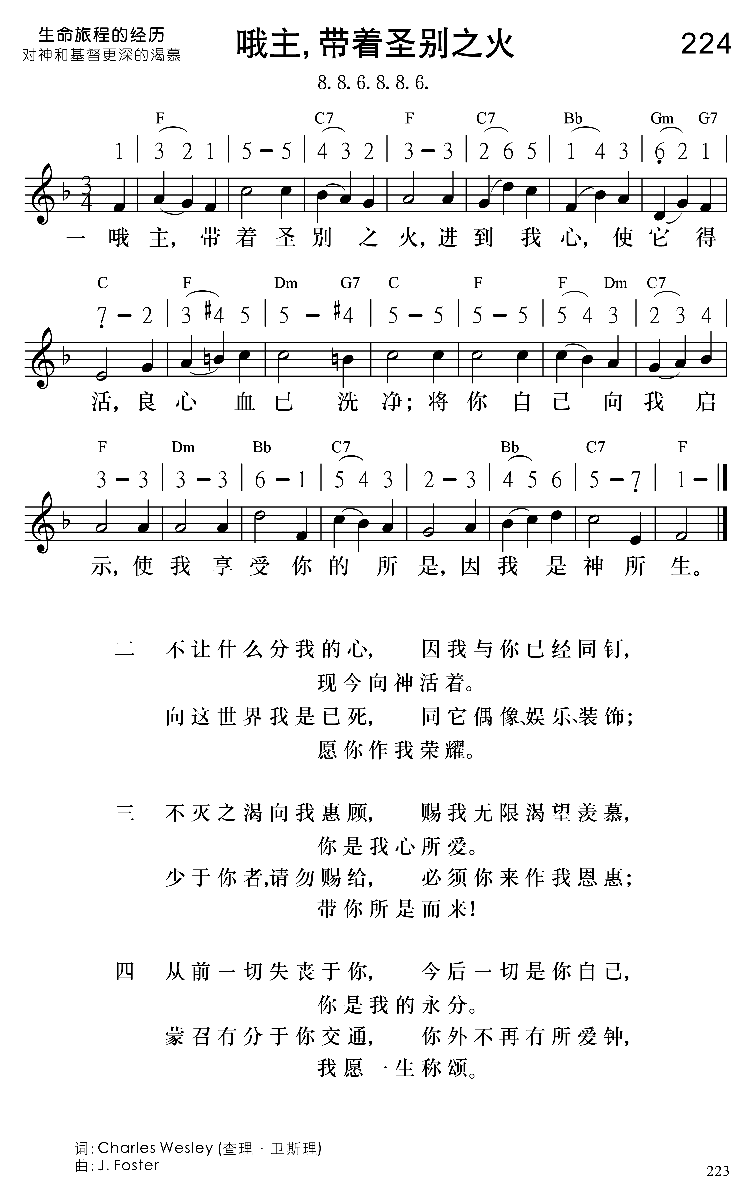 生命旅程的经历
对神和基督更深的渴慕
哦主，带着圣别之火
224
8. 8. 6. 8. 8. 6.
F C7 F C7 Bb Gm G7
1 | 3 2 1 | 5 – 5 | 4 3 2 | 3 – 3 | 2 6 5 | 1 4 3 | 6̣ 2 1 |
3/4
一 哦主，带着圣别之火，进到我心，使它得
C F Dm G7 C F F Dm C7
7̣ – 2 | 3 #4 5 | 5 – #4 | 5 – 5 | 5 – 5 | 5 4 3 | 2 3 4 |
活，良心血已洗净；将你自己向我启
F Dm Bb C7 Bb C7 F
3 – 3 | 3 – 3 | 6 – 1 | 5 4 3 | 2 – 3 | 4 5 6 | 5 – 7̣ | 1 – ‖
示，使我享受你的所是，因我是神所生。
二 不让什么分我的心， 因我与你已经同钉，
现今向神活着。
向这世界我是已死， 同它偶像、娱乐、装饰；
愿你作我荣耀。
三 不灭之渴向我惠顾， 赐我无限渴望羡慕，
你是我心所爱。
少于你者，请勿赐给， 必须你来作我恩惠；
带你所是而来！
四 从前一切失丧于你， 今后一切是你自己，
你是我的永分。
蒙召有分于你交通， 你外不再有所爱钟，
我愿一生称颂。
词：Charles Wesley (查理·卫斯理)
曲：J. Foster
223